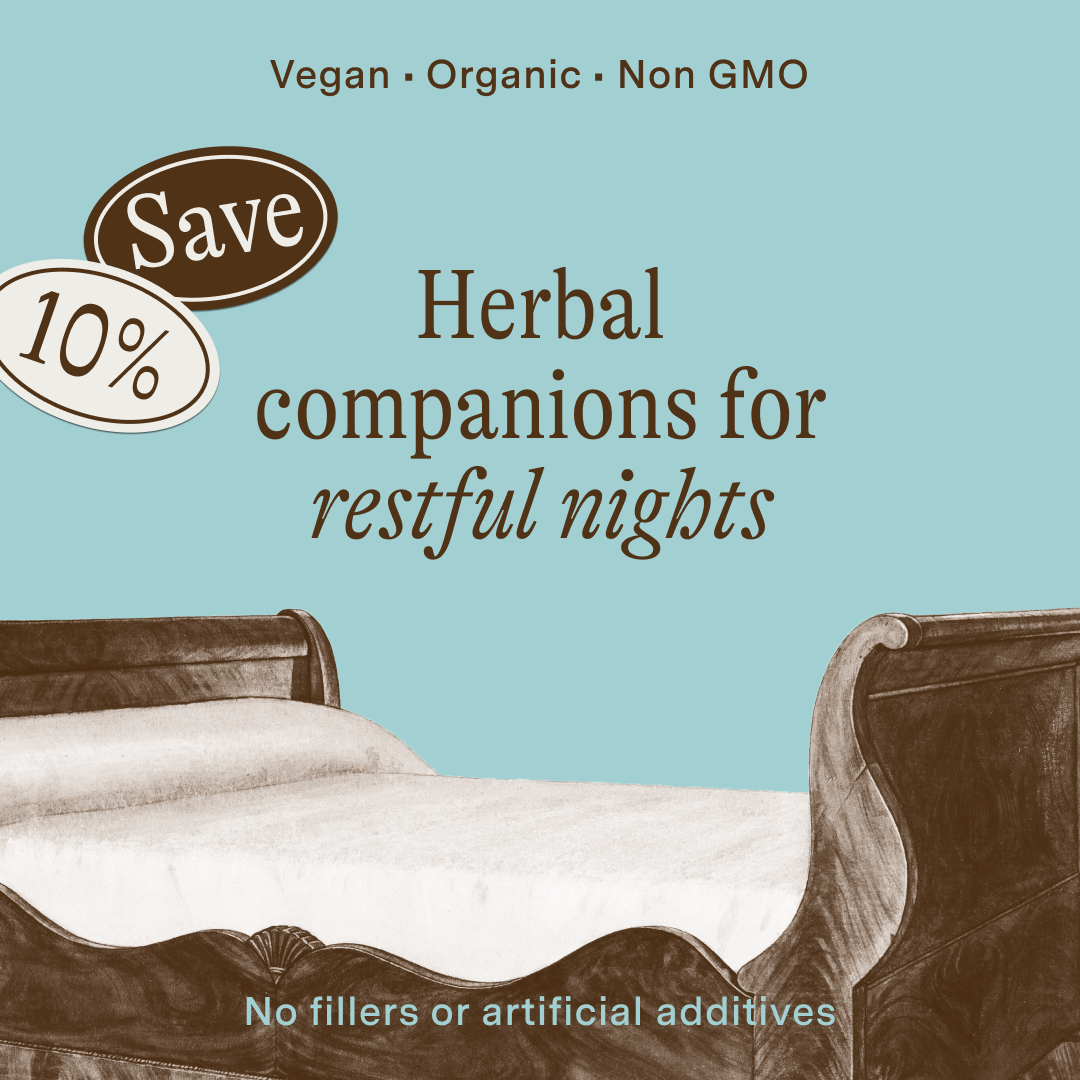 Vegan · Organic · Non GMO
Save
10%
Herbal
companions for
restful nights
No fillers or artificial additives